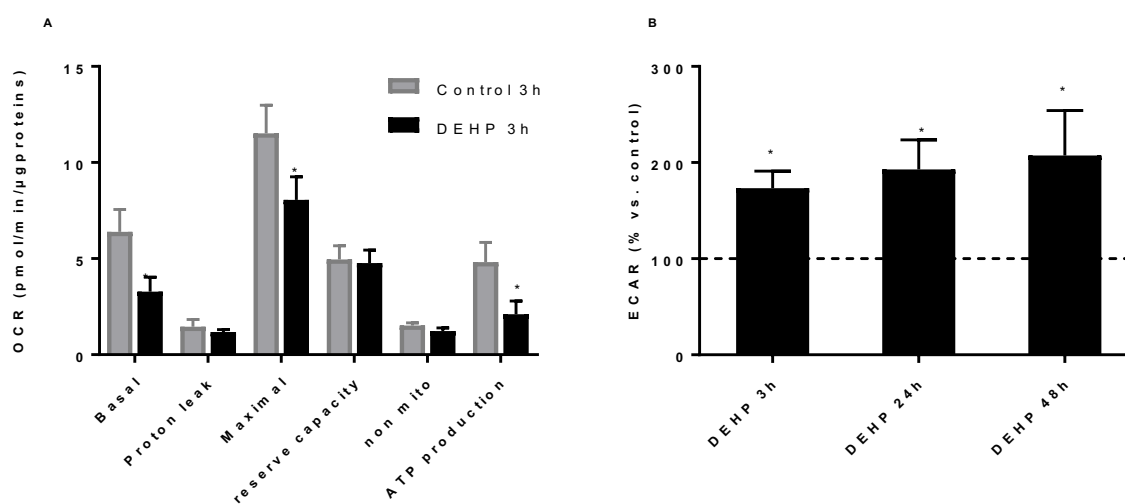 A
OCR (pmol/min/µgproteins)
15
10
5
0
Control 3h
DEHP 3h
*
*
*
Basal
Proton leak
Maximal
reserve capacity
non mito
ATP production
B
ECAR (% vs. control)
300
200
100
0
*
*
*
DEHP 3h
DEHP 24h
DEHP 48h